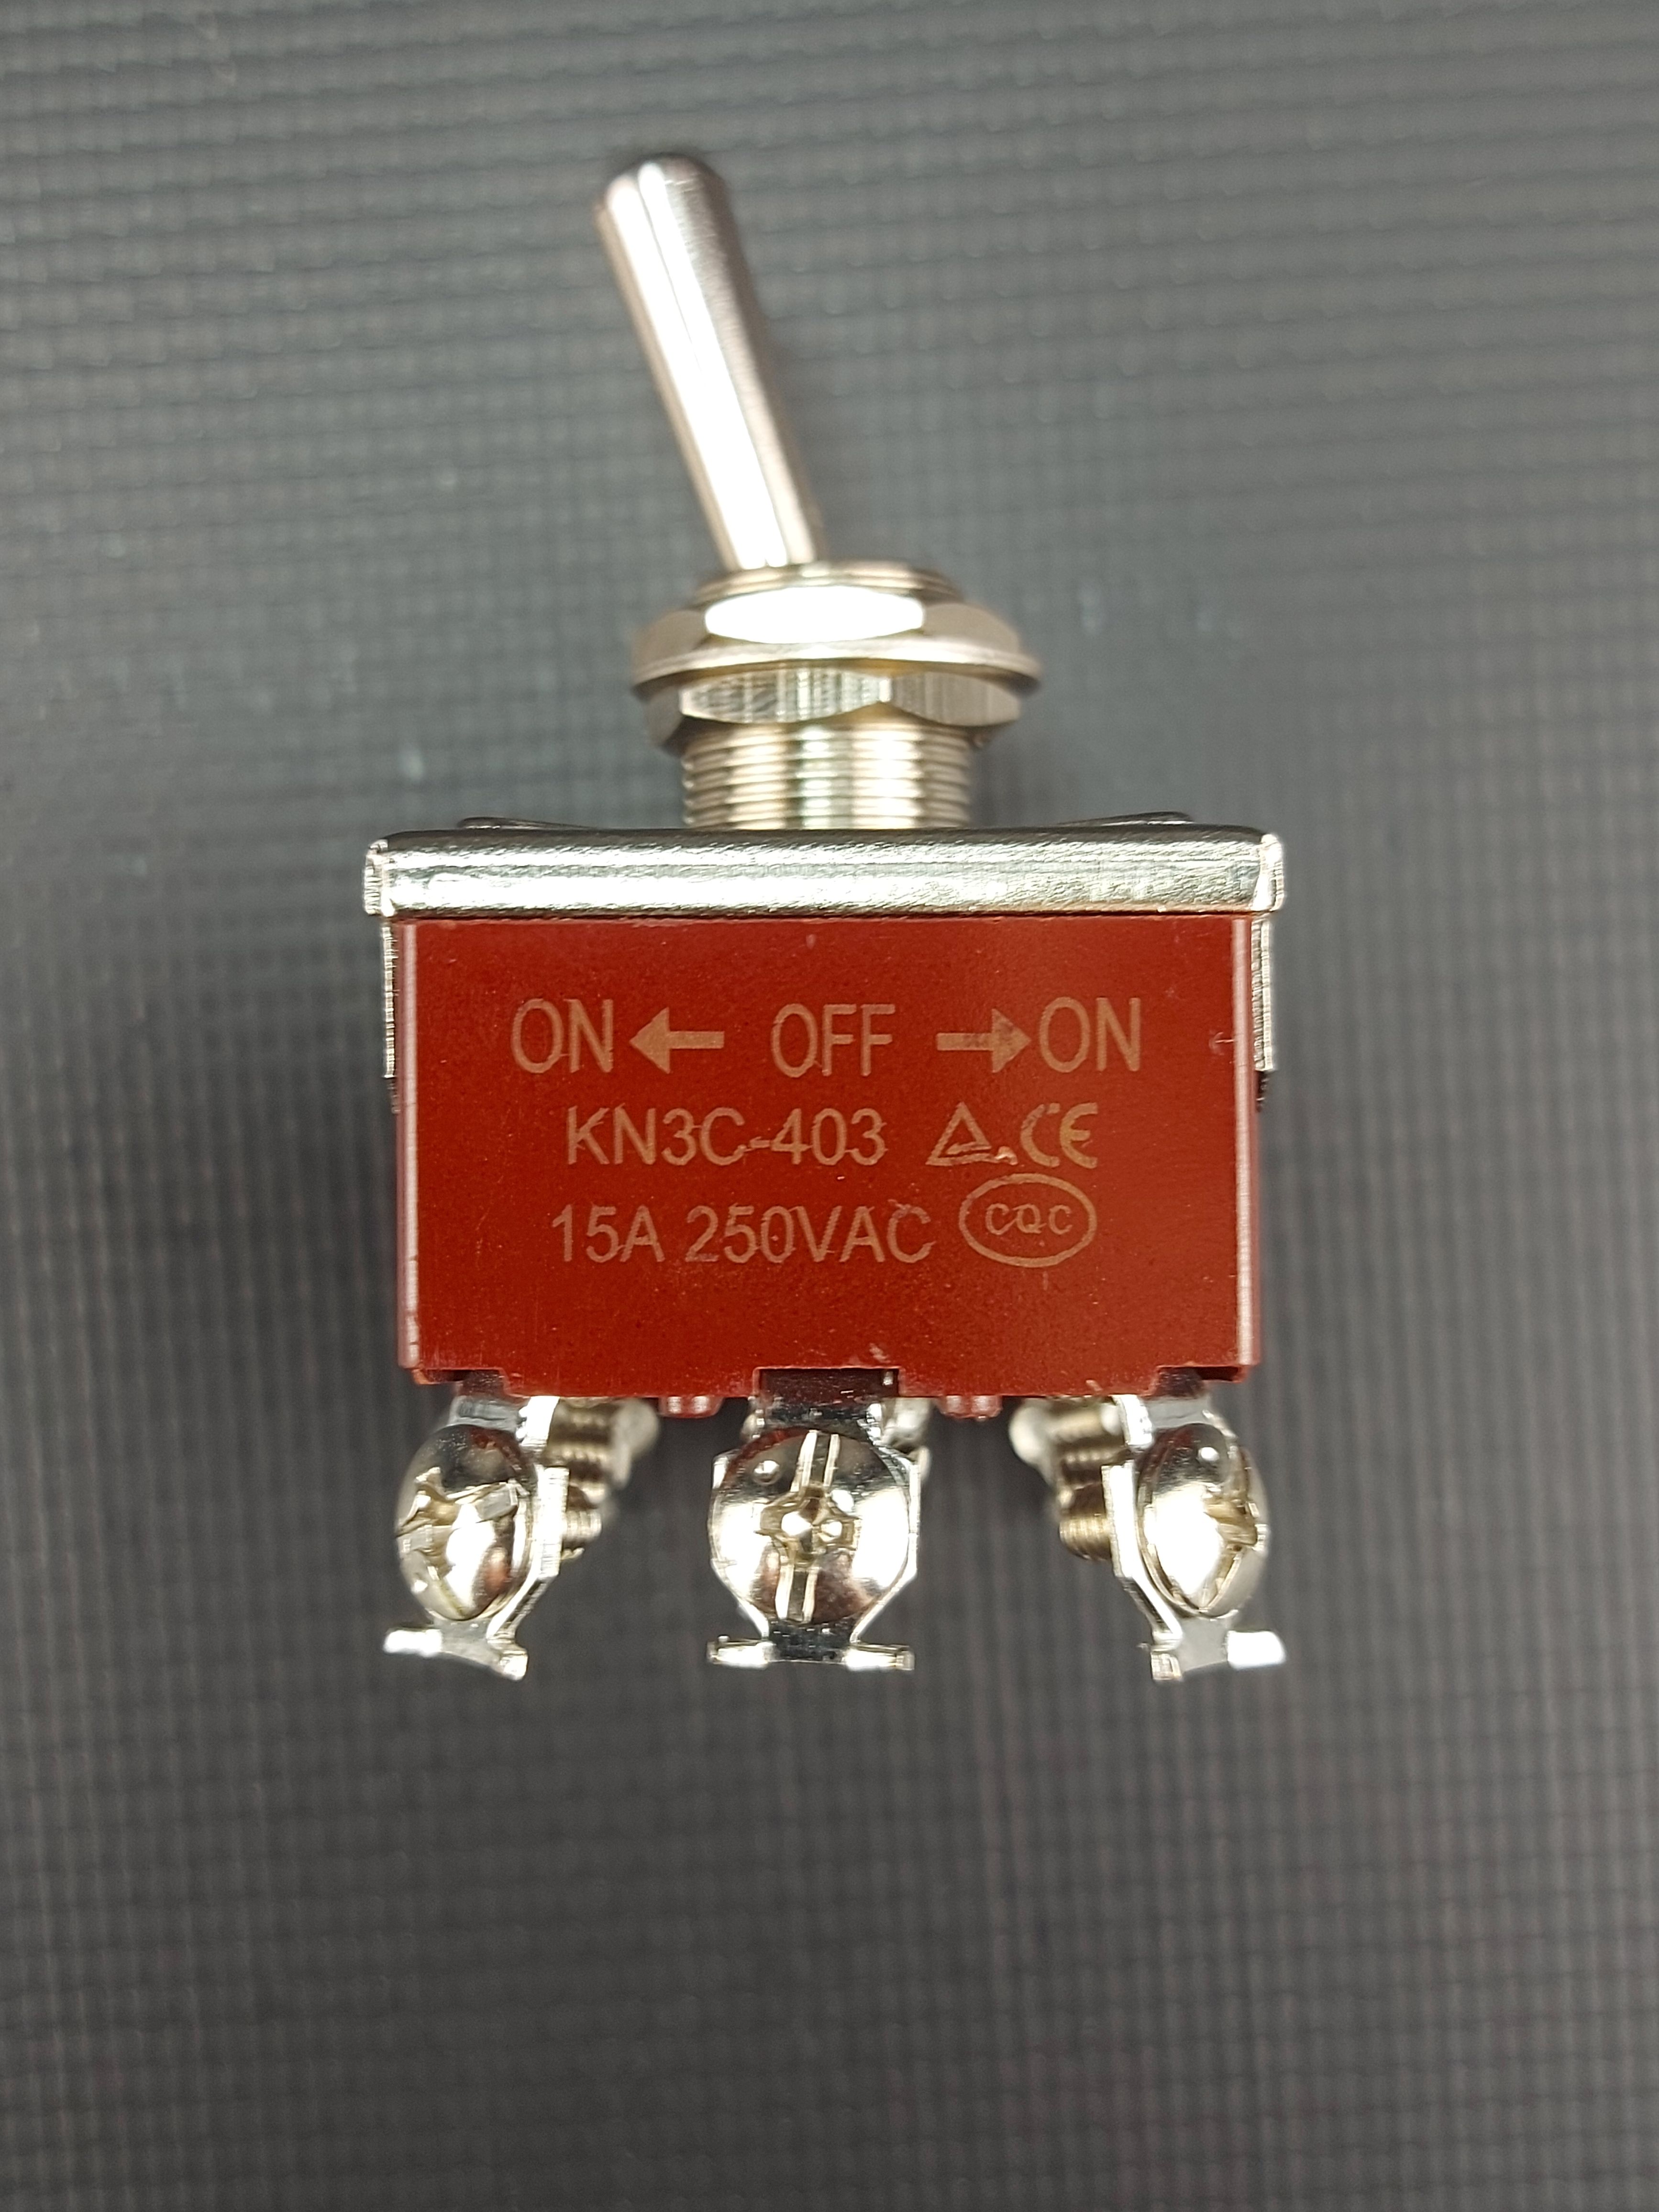 ON← OFF →ON
KN3C-403 CE
15A 250VAC CQC